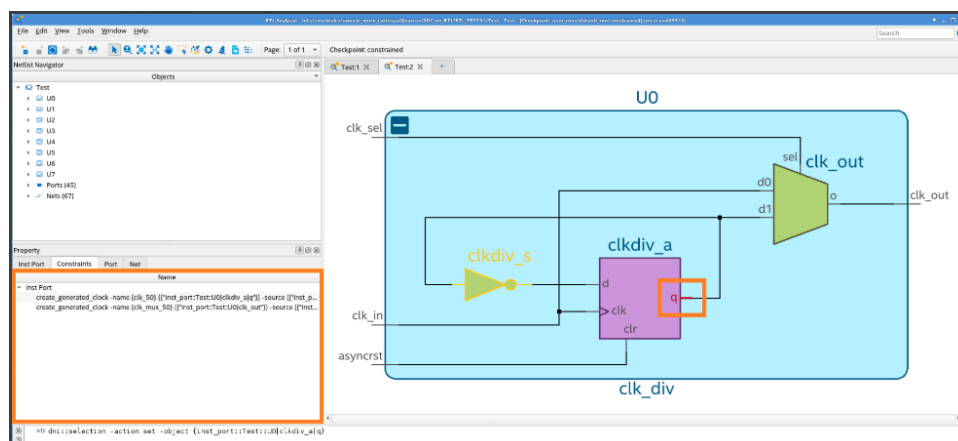 File Edit View Tools Window Help
Search
Page: 1 of 1
Checkpoint: constrained
Netlist Navigator
Objects
Test
U0
U1
U2
U3
U4
U5
U6
U7
Ports (45)
Nets (67)
Test:1
Test:2
+
U0
clk_sel
sel
clk_out
d0
d1
o
clk_out
clkdiv_s
clkdiv_a
d
q
clk
clr
clk_in
asyncrst
clk_div
Property
Inst Port Constraints Port Net
Name
Inst Port
create_generated_clock -name {clk_50} {["inst_port:Test:U0|clkdiv_a|q"]} -source {["inst_p...
create_generated_clock -name {clk_mux_50} {["inst_port:Test:U0|clk_out"]} -source {["inst...
dni::selection -action set -object {inst_port::Test::U0|clkdiv_a|q}